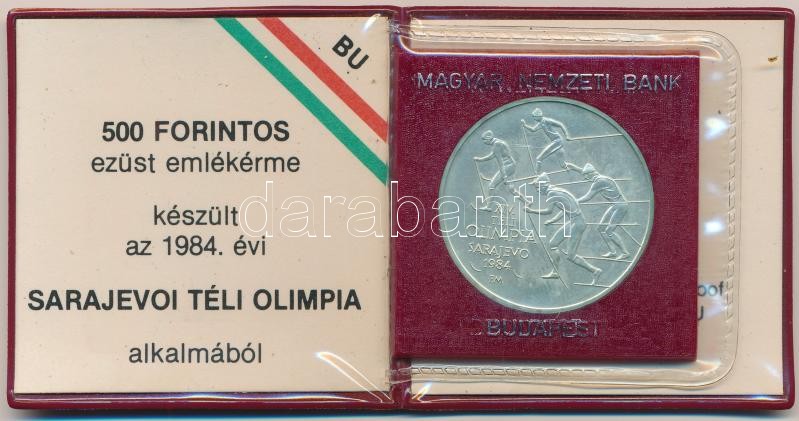 BU
500 FORINTOS
ezüst emlékérme
készült
az 1984. évi
SARAJEVOI TÉLI OLIMPIA
alkalmából
MAGYAR NEMZETI BANK
OLIMPIA
SARAJEVO
1984
BUDAPEST
darabanth